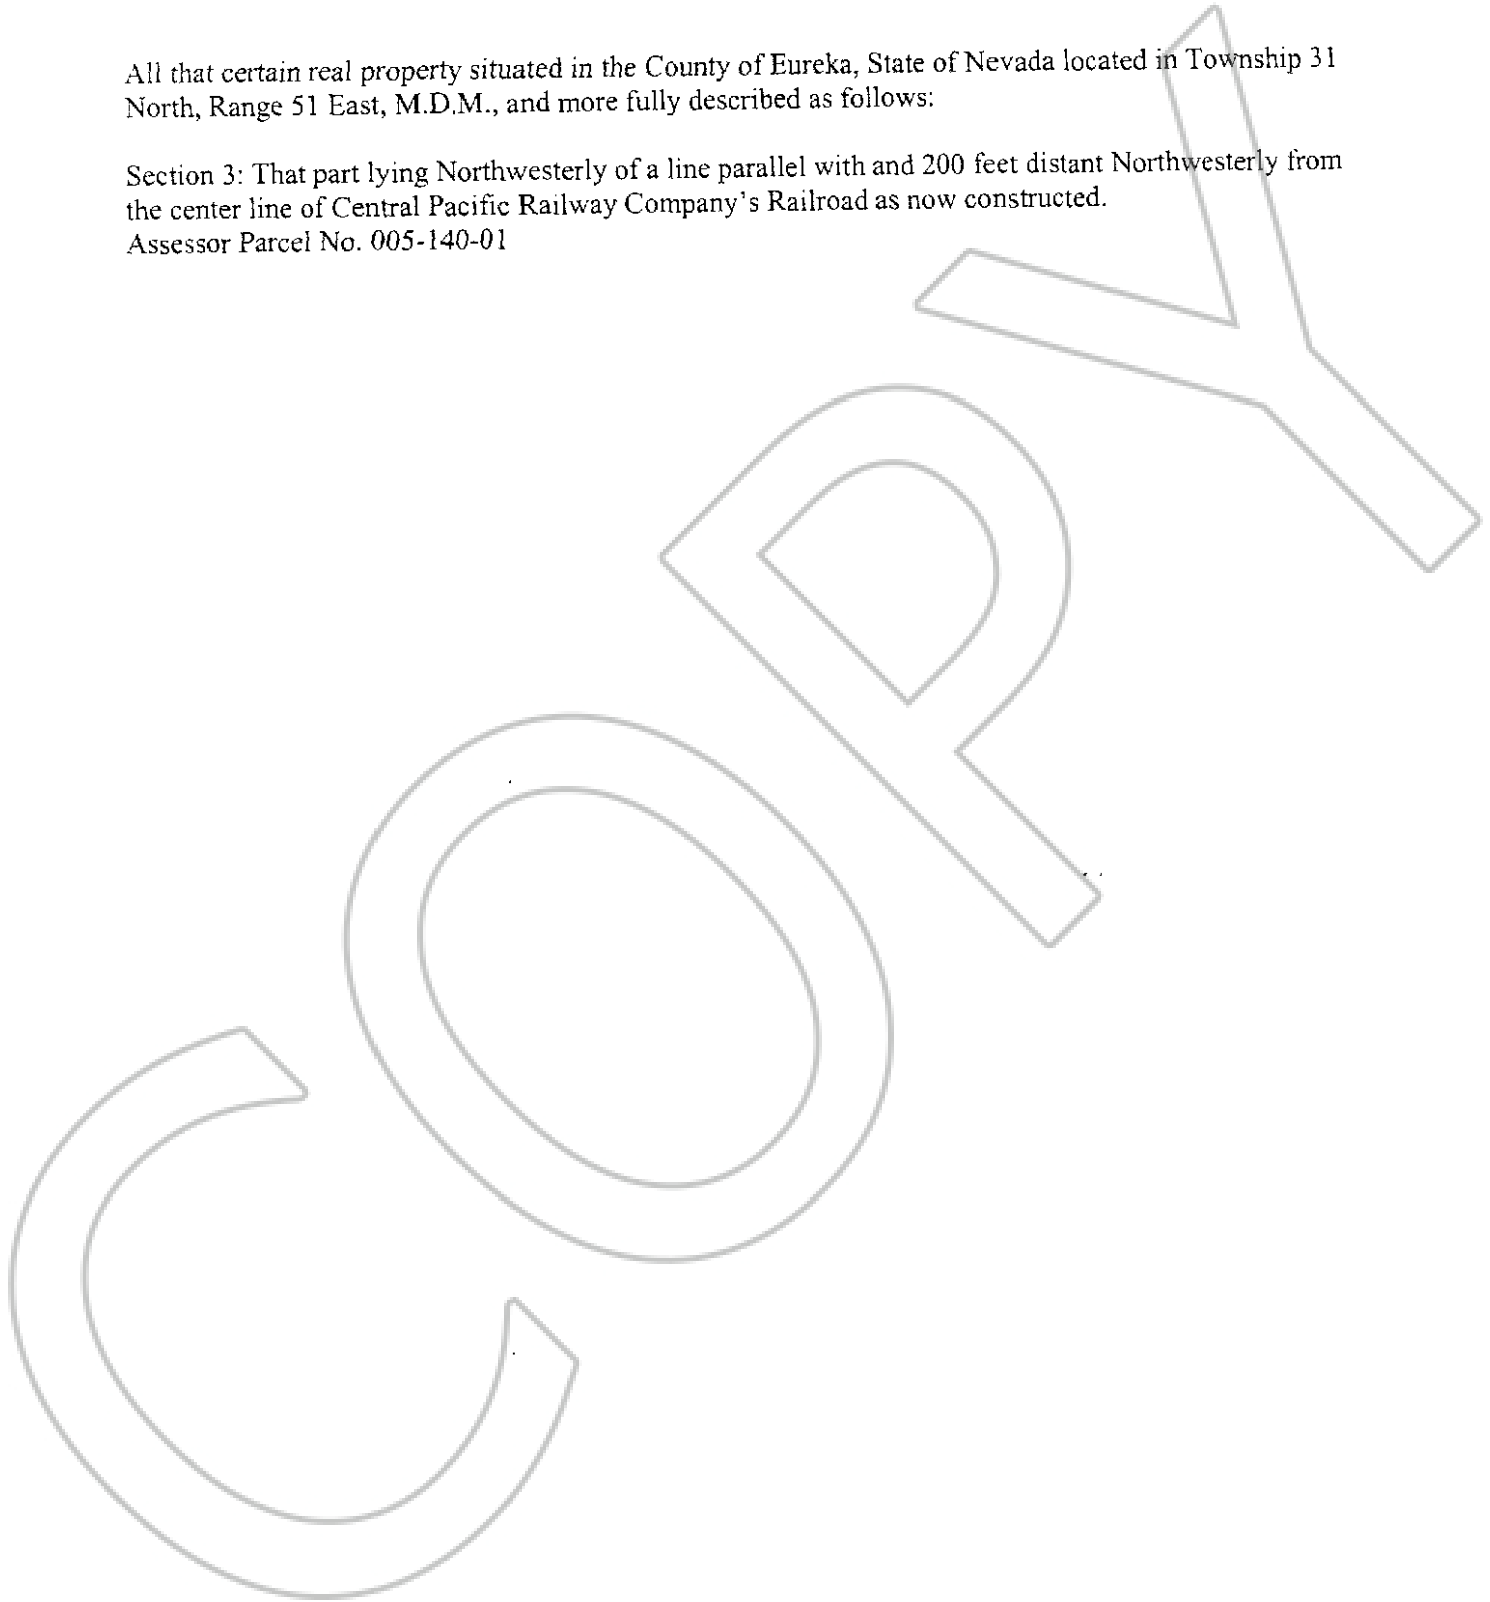 All that certain real property situated in the County of Eureka, State of Nevada located in Township 31
North, Range 51 East, M.D.M., and more fully described as follows:
Section 3: That part lying Northwesterly of a line parallel with and 200 feet distant Northwesterly from
the center line of Central Pacific Railway Company's Railroad as now constructed.
Assessor Parcel No. 005-140-01
COPY